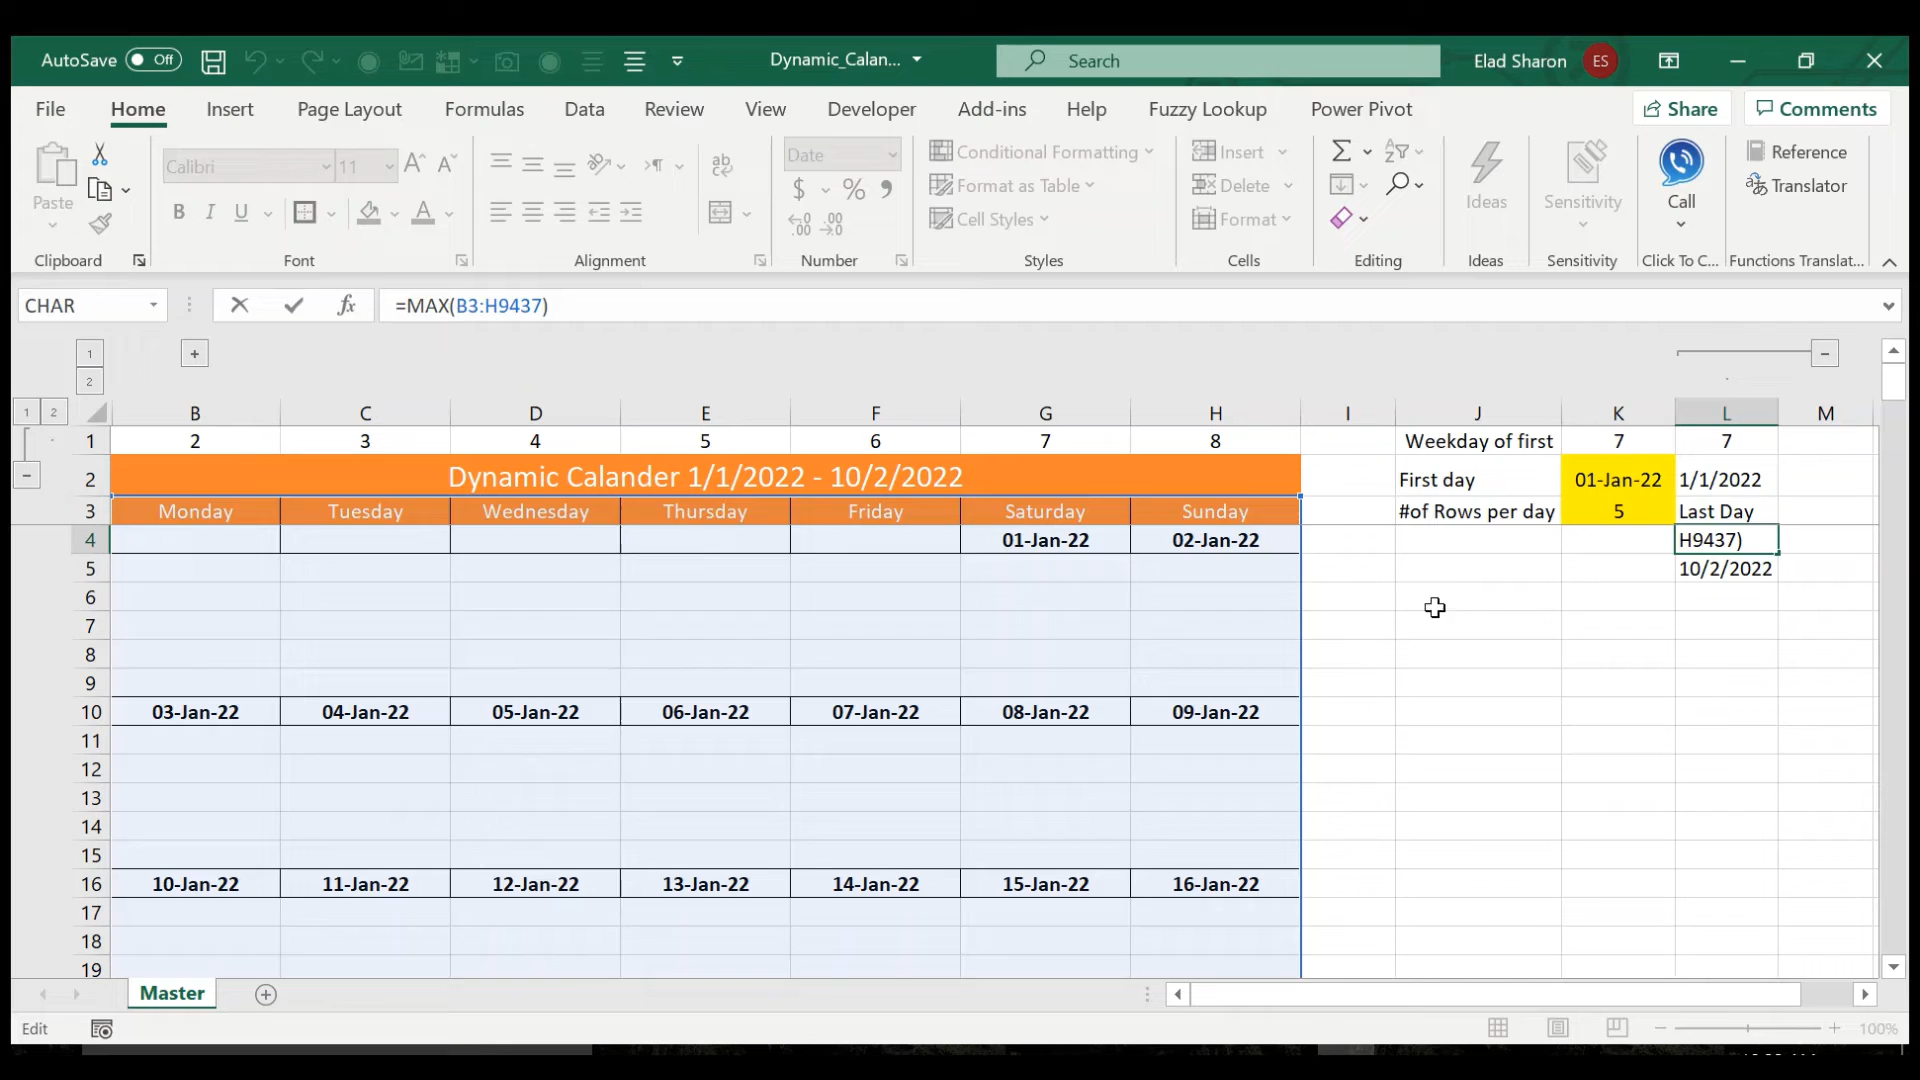 AutoSave Off Dynamic_Calan... Search Elad Sharon ES
File Home Insert Page Layout Formulas Data Review View Developer Add-ins Help Fuzzy Lookup Power Pivot Share Comments
Paste Calibri 11 Date Conditional Formatting Insert Reference
Format as Table Delete Ideas Sensitivity Call Translator
B I U $ % Cell Styles Format
Clipboard Font Alignment Number Styles Cells Editing Ideas Sensitivity Click To C... Functions Translat...
CHAR fx =MAX(B3:H9437)
1
2
1 2 B C D E F G H I J K L M
1 2 3 4 5 6 7 8 Weekday of first 7 7
2 Dynamic Calander 1/1/2022 - 10/2/2022 First day 01-Jan-22 1/1/2022
3 Monday Tuesday Wednesday Thursday Friday Saturday Sunday #of Rows per day 5 Last Day
4 01-Jan-22 02-Jan-22 H9437)
5 10/2/2022
6
7
8
9
10 03-Jan-22 04-Jan-22 05-Jan-22 06-Jan-22 07-Jan-22 08-Jan-22 09-Jan-22
11
12
13
14
15
16 10-Jan-22 11-Jan-22 12-Jan-22 13-Jan-22 14-Jan-22 15-Jan-22 16-Jan-22
17
18
19
Master
Edit 100%